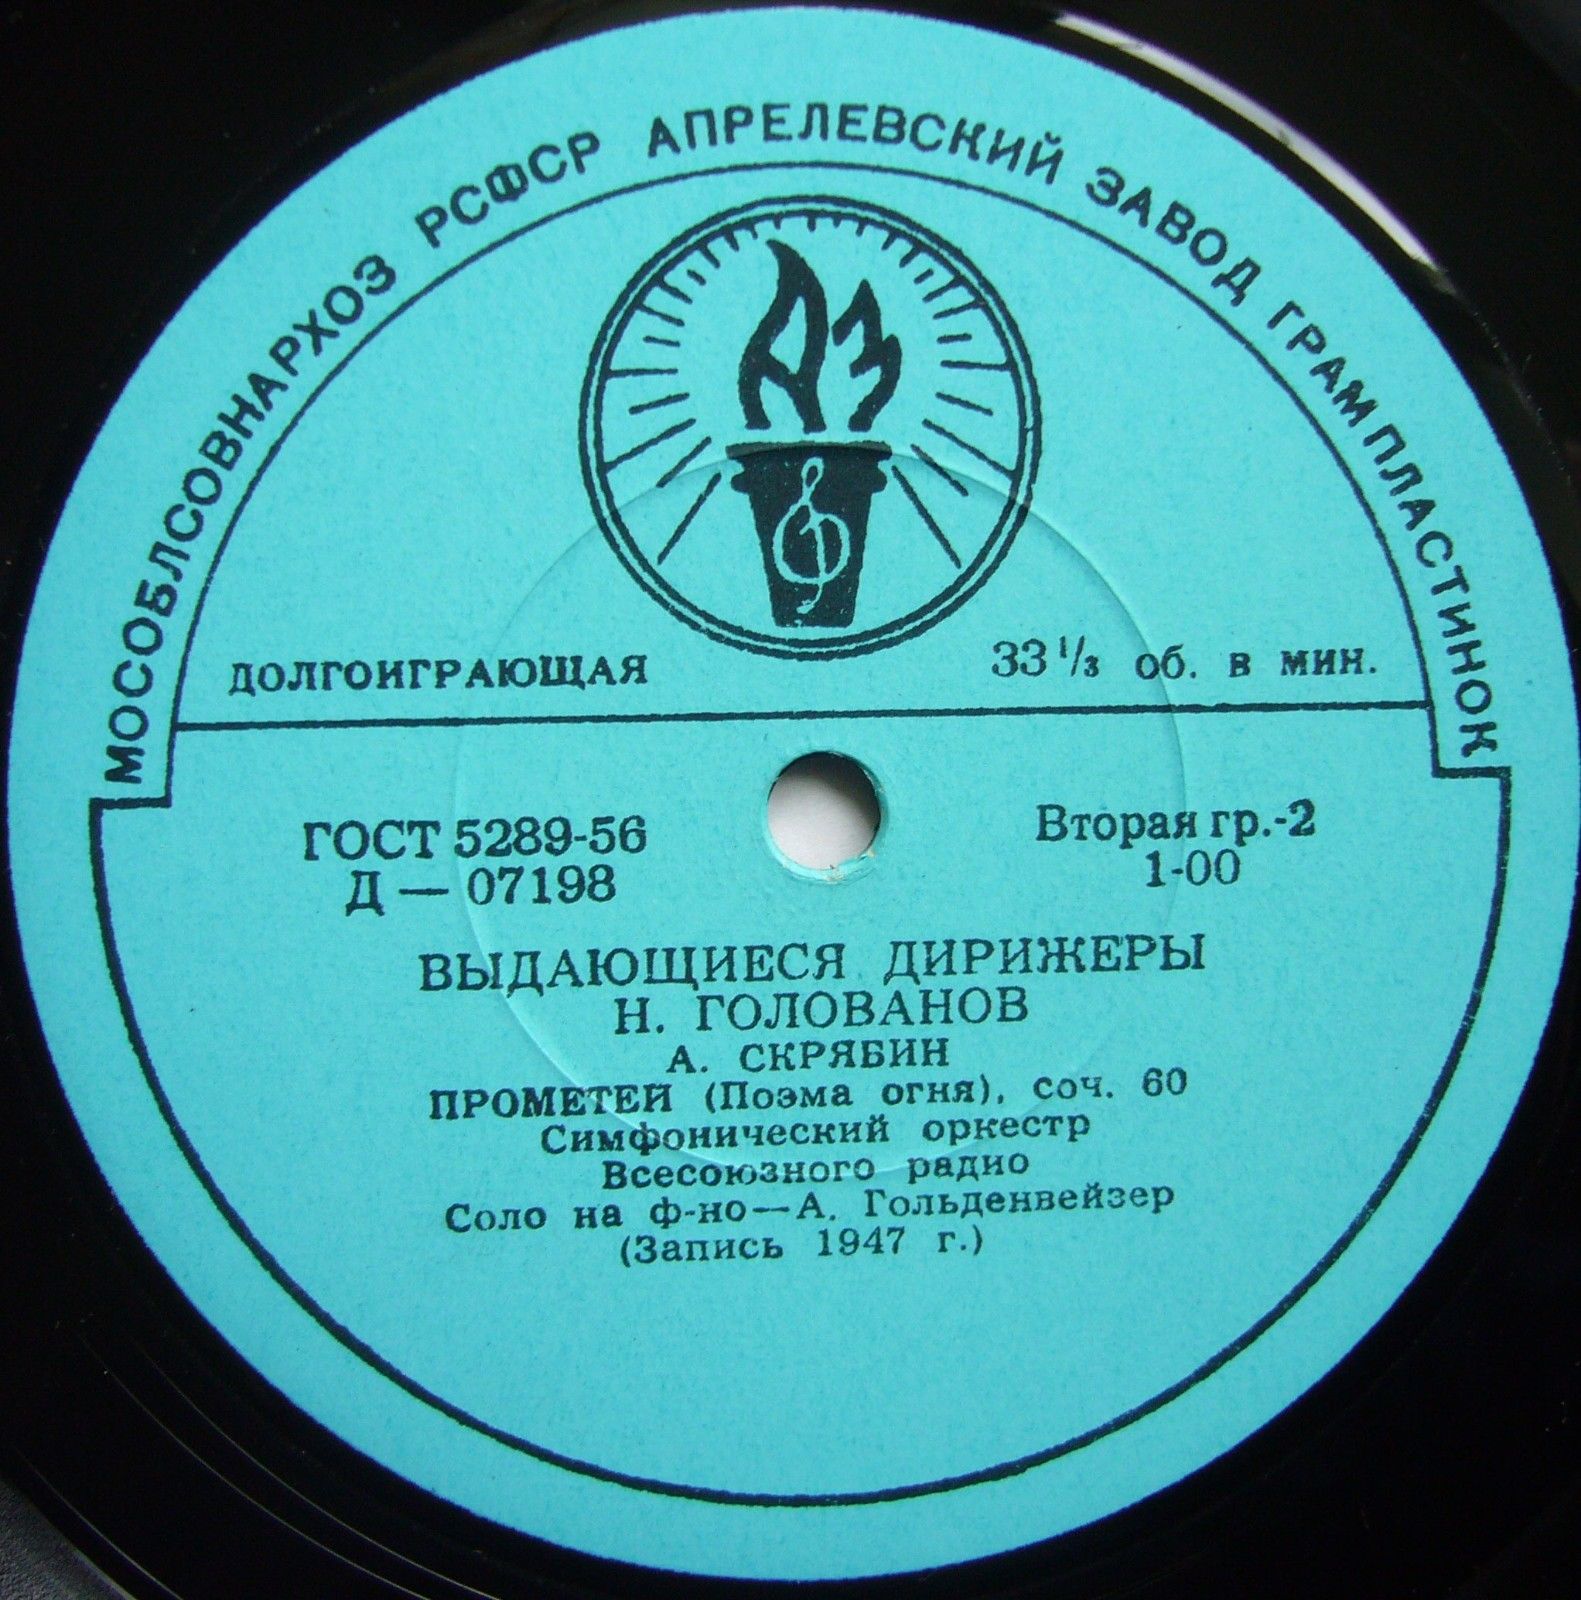 МОСОБЛСОВНАРХОЗ РСФСР АПРЕЛЕВСКИЙ ЗАВОД ГРАМПЛАСТИНОК
АЗ
ДОЛГОИГРАЮЩАЯ
33 1/3 об. в мин.
ГОСТ 5289-56
Д — 07198
Вторая гр.-2
1-00
ВЫДАЮЩИЕСЯ ДИРИЖЕРЫ
Н. ГОЛОВАНОВ
А. СКРЯБИН
ПРОМЕТЕЙ (Поэма огня), соч. 60
Симфонический оркестр
Всесоюзного радио
Соло на ф-но—А. Гольденвейзер
(Запись 1947 г.)